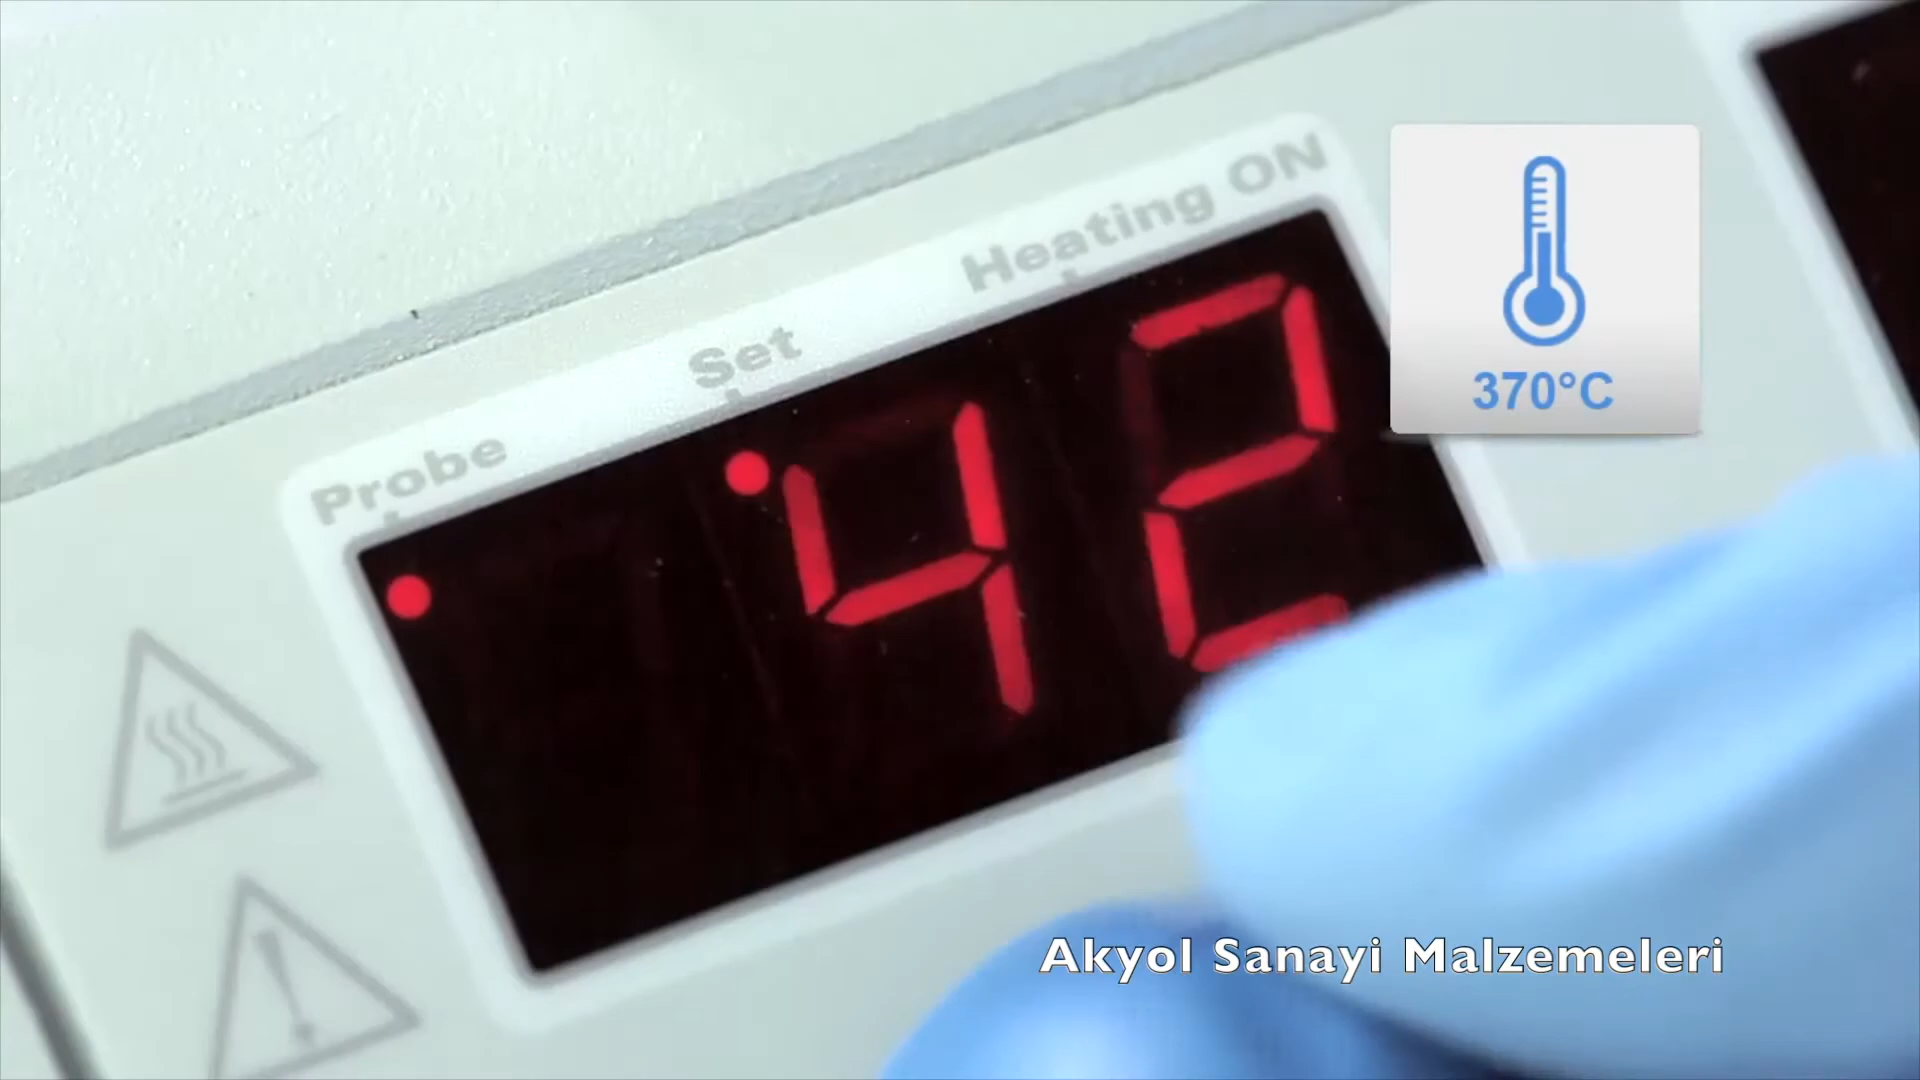 Heating ON
Set
Probe
42
370°C
Akyol Sanayi Malzemeleri